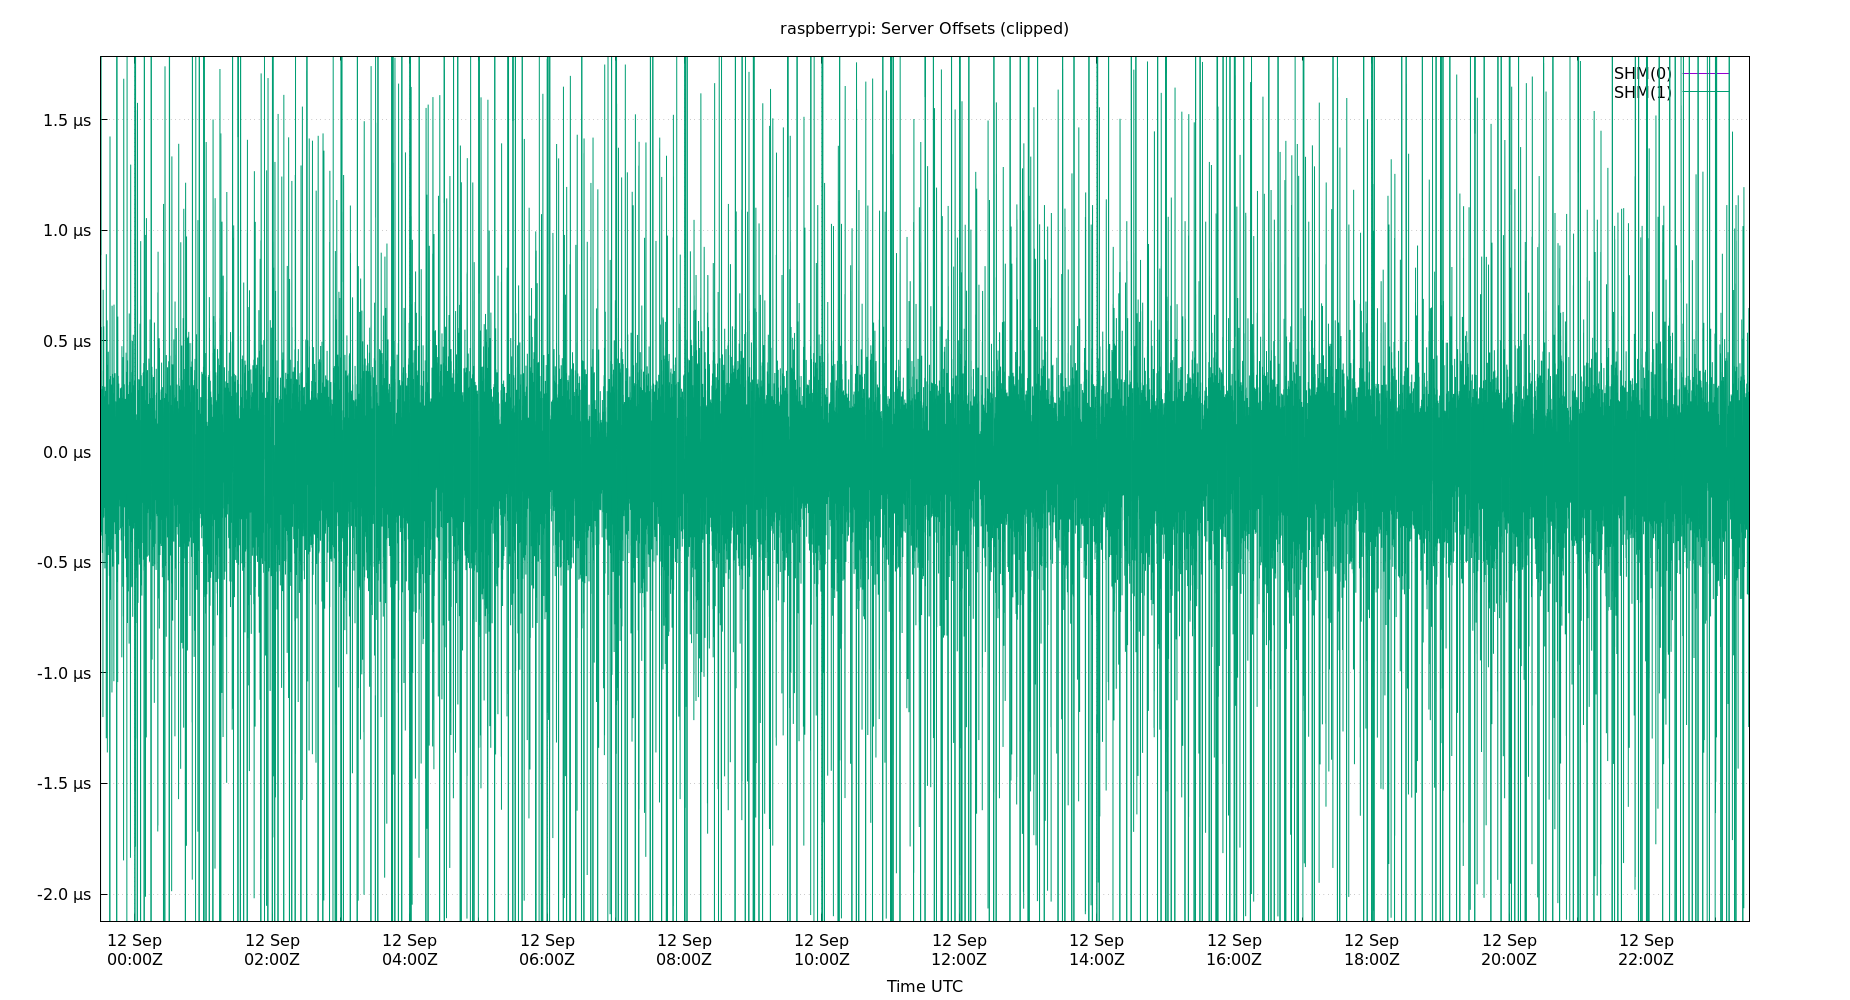 raspberrypi: Server Offsets (clipped)
SHM(0)
SHM(1)
1.5 µs
1.0 µs
0.5 µs
0.0 µs
-0.5 µs
-1.0 µs
-1.5 µs
-2.0 µs
12 Sep 12 Sep 12 Sep 12 Sep 12 Sep 12 Sep 12 Sep 12 Sep 12 Sep 12 Sep 12 Sep 12 Sep
00:00Z 02:00Z 04:00Z 06:00Z 08:00Z 10:00Z 12:00Z 14:00Z 16:00Z 18:00Z 20:00Z 22:00Z
Time UTC